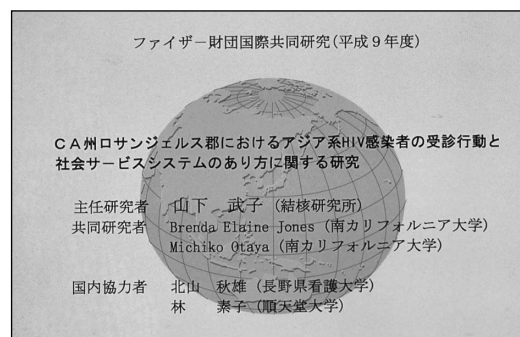 ファイザー財団国際共同研究(平成9年度)
CA州ロサンジェルス郡におけるアジア系HIV感染者の受診行動と
社会サービスシステムのあり方に関する研究
主任研究者 山下 武子(結核研究所)
共同研究者 Brenda Elaine Jones(南カリフォルニア大学)
Michiko Otaya(南カリフォルニア大学)
国内協力者 北山 秋雄(長野県看護大学)
林 素子(順天堂大学)